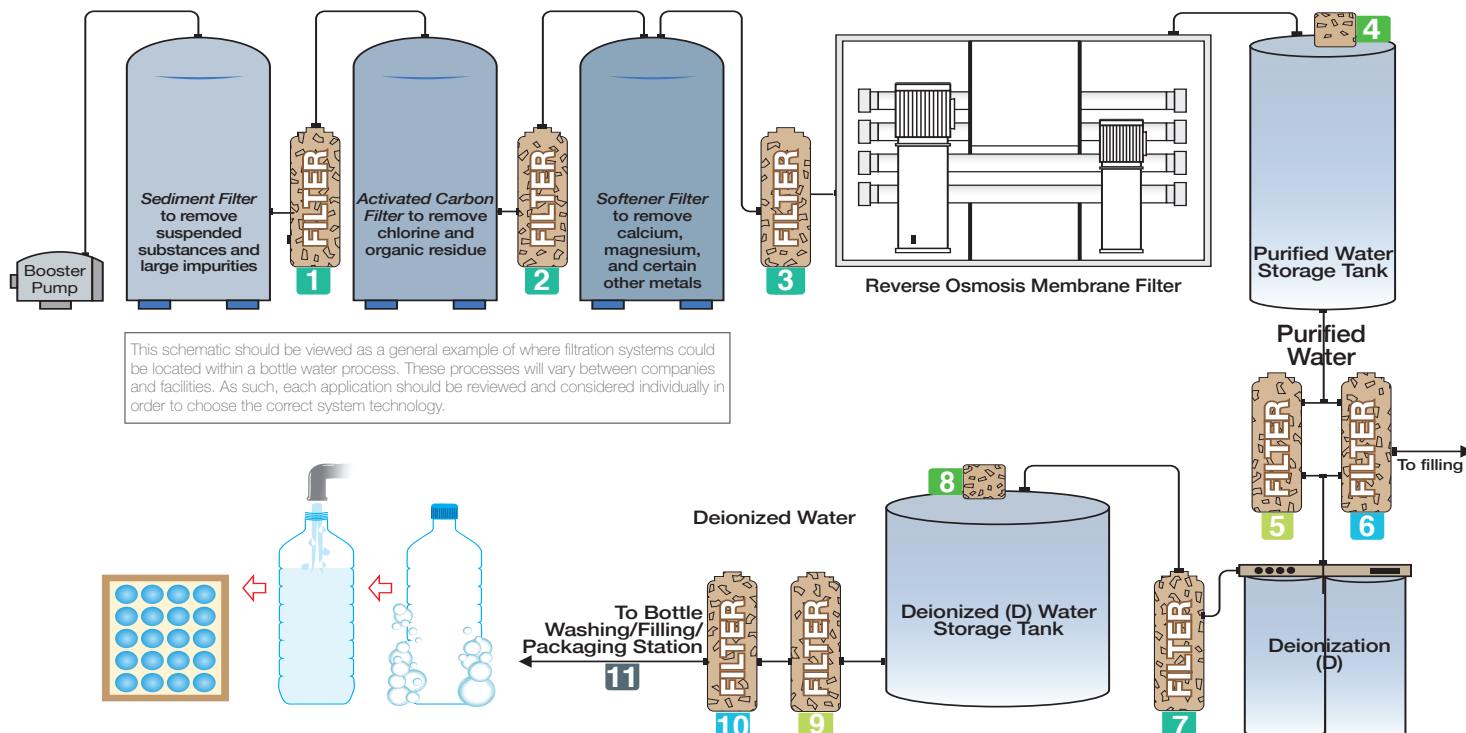 Booster
Pump
Sediment Filter
to remove
suspended
substances and
large impurities
FILTER
1
Activated Carbon
Filter to remove
chlorine and
organic residue
FILTER
2
Softener Filter
to remove
calcium,
magnesium,
and certain
other metals
FILTER
3
Reverse Osmosis Membrane Filter
4
Purified Water
Storage Tank
This schematic should be viewed as a general example of where filtration systems could
be located within a bottle water process. These processes will vary between companies
and facilities. As such, each application should be reviewed and considered individually in
order to choose the correct system technology.
Purified
Water
FILTER
5
FILTER
6
To filling
Deionization
(D)
FILTER
7
8
Deionized (D) Water
Storage Tank
Deionized Water
FILTER
9
FILTER
10
To Bottle
Washing/Filling/
Packaging Station
11